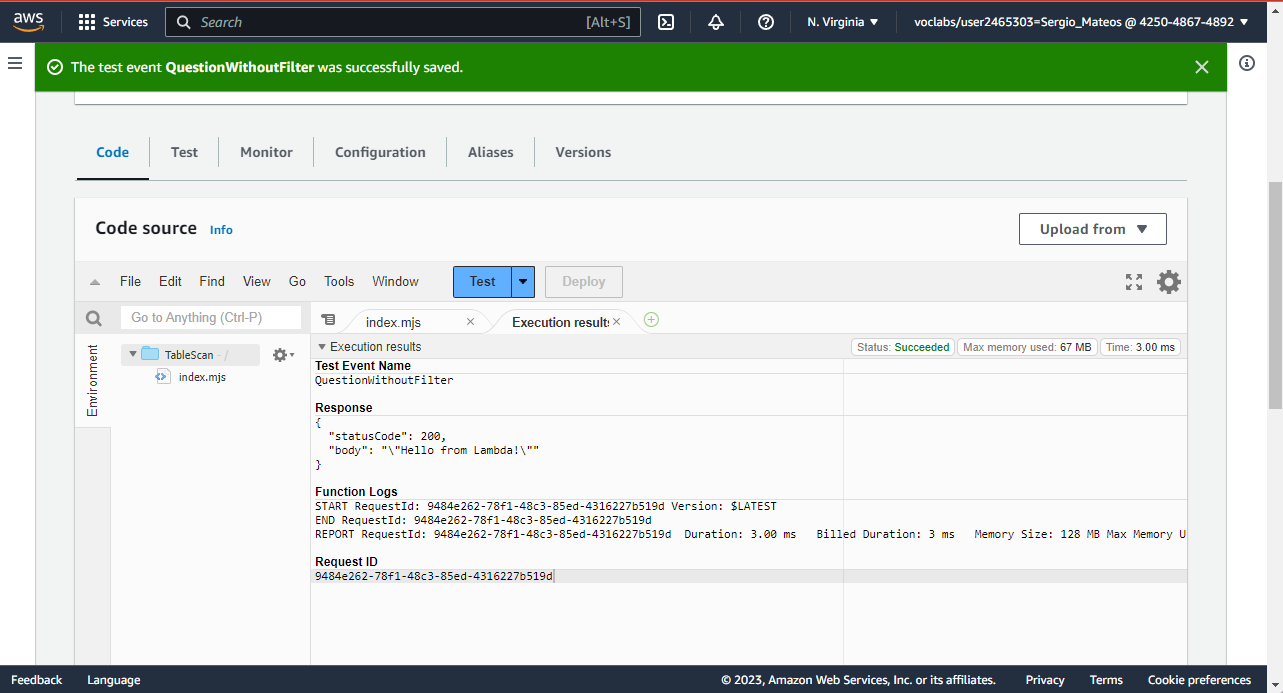 aws Services Search [Alt+S] N. Virginia voclabs/user2465303=Sergio_Mateos @ 4250-4867-4892
The test event QuestionWithoutFilter was successfully saved.
Code Test Monitor Configuration Aliases Versions
Code source Info Upload from
File Edit Find View Go Tools Window Test Deploy
Go to Anything (Ctrl-P) index.mjs Execution results
Environment
TableScan - /
index.mjs
Execution results Status: Succeeded Max memory used: 67 MB Time: 3.00 ms
Test Event Name
QuestionWithoutFilter
Response
{
"statusCode": 200,
"body": "\"Hello from Lambda!\""
}
Function Logs
START RequestId: 9484e262-78f1-48c3-85ed-4316227b519d Version: $LATEST
END RequestId: 9484e262-78f1-48c3-85ed-4316227b519d
REPORT RequestId: 9484e262-78f1-48c3-85ed-4316227b519d Duration: 3.00 ms Billed Duration: 3 ms Memory Size: 128 MB Max Memory U
Request ID
9484e262-78f1-48c3-85ed-4316227b519d
Feedback Language © 2023, Amazon Web Services, Inc. or its affiliates. Privacy Terms Cookie preferences